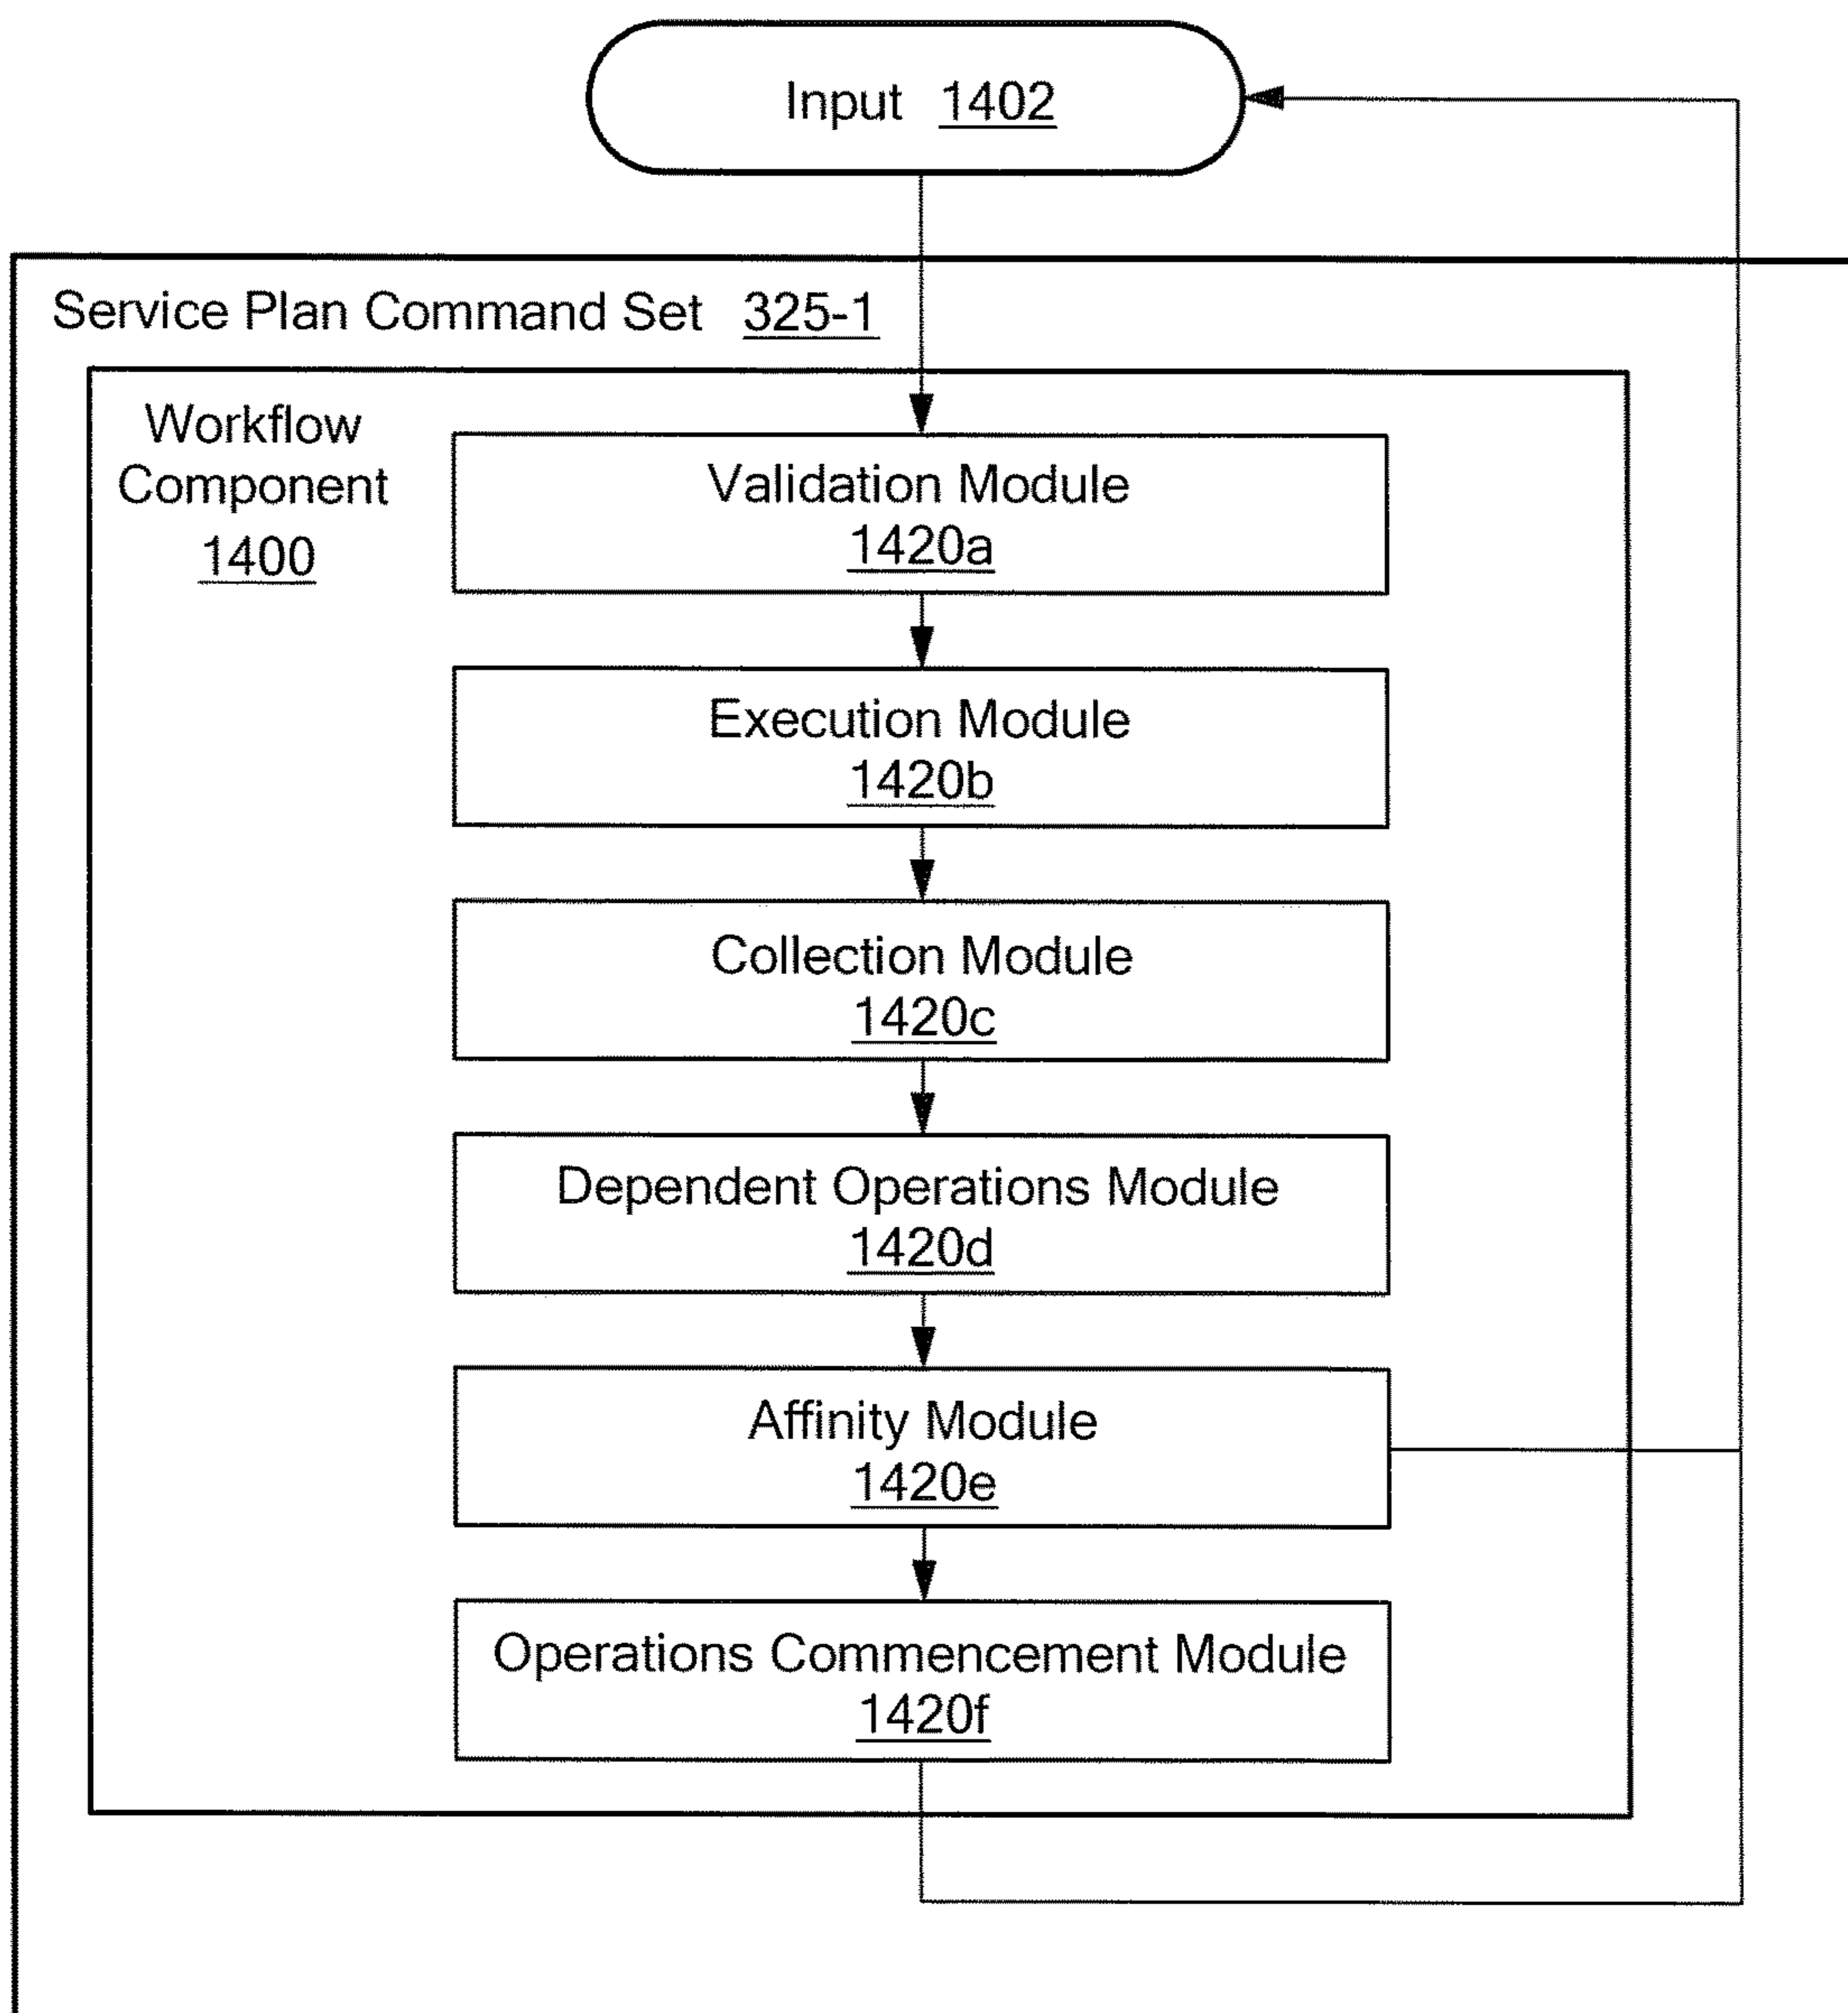 Input 1402
Service Plan Command Set 325-1
Workflow
Component
1400
Validation Module
1420a
Execution Module
1420b
Collection Module
1420c
Dependent Operations Module
1420d
Affinity Module
1420e
Operations Commencement Module
1420f